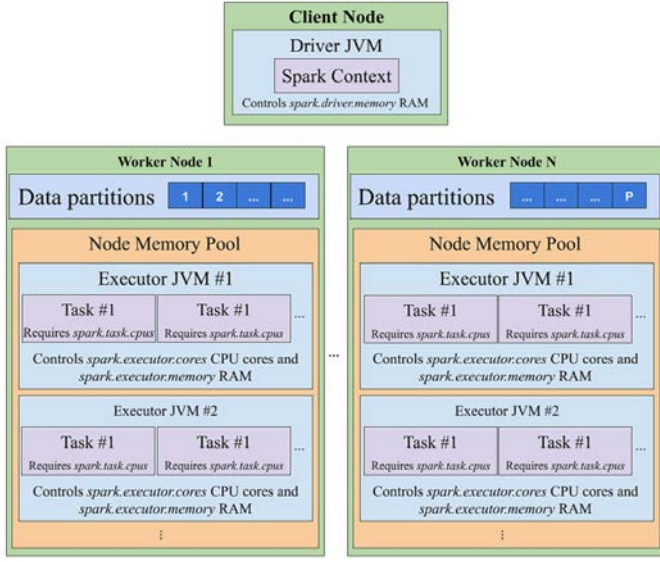 Client Node
Driver JVM
Spark Context
Controls spark.driver.memory RAM
Worker Node 1
Data partitions 1 2 ... ...
Node Memory Pool
Executor JVM #1
Task #1 Task #1 ...
Requires spark.task.cpus Requires spark.task.cpus
Controls spark.executor.cores CPU cores and
spark.executor.memory RAM
Executor JVM #2
Task #1 Task #1 ...
Requires spark.task.cpus Requires spark.task.cpus
Controls spark.executor.cores CPU cores and
spark.executor.memory RAM
⋮
...
Worker Node N
Data partitions ... ... ... P
Node Memory Pool
Executor JVM #1
Task #1 Task #1 ...
Requires spark.task.cpus Requires spark.task.cpus
Controls spark.executor.cores CPU cores and
spark.executor.memory RAM
Executor JVM #2
Task #1 Task #1 ...
Requires spark.task.cpus Requires spark.task.cpus
Controls spark.executor.cores CPU cores and
spark.executor.memory RAM
⋮